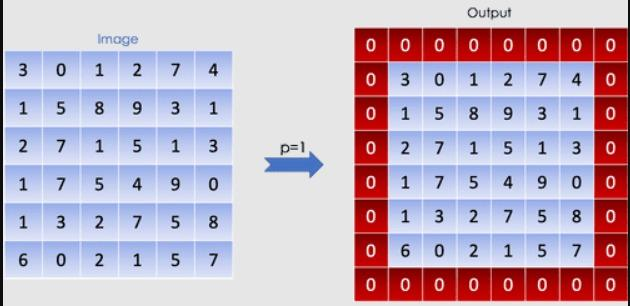 Image
3 0 1 2 7 4
1 5 8 9 3 1
2 7 1 5 1 3
1 7 5 4 9 0
1 3 2 7 5 8
6 0 2 1 5 7
p=1
Output
0 0 0 0 0 0 0 0
0 3 0 1 2 7 4 0
0 1 5 8 9 3 1 0
0 2 7 1 5 1 3 0
0 1 7 5 4 9 0 0
0 1 3 2 7 5 8 0
0 6 0 2 1 5 7 0
0 0 0 0 0 0 0 0